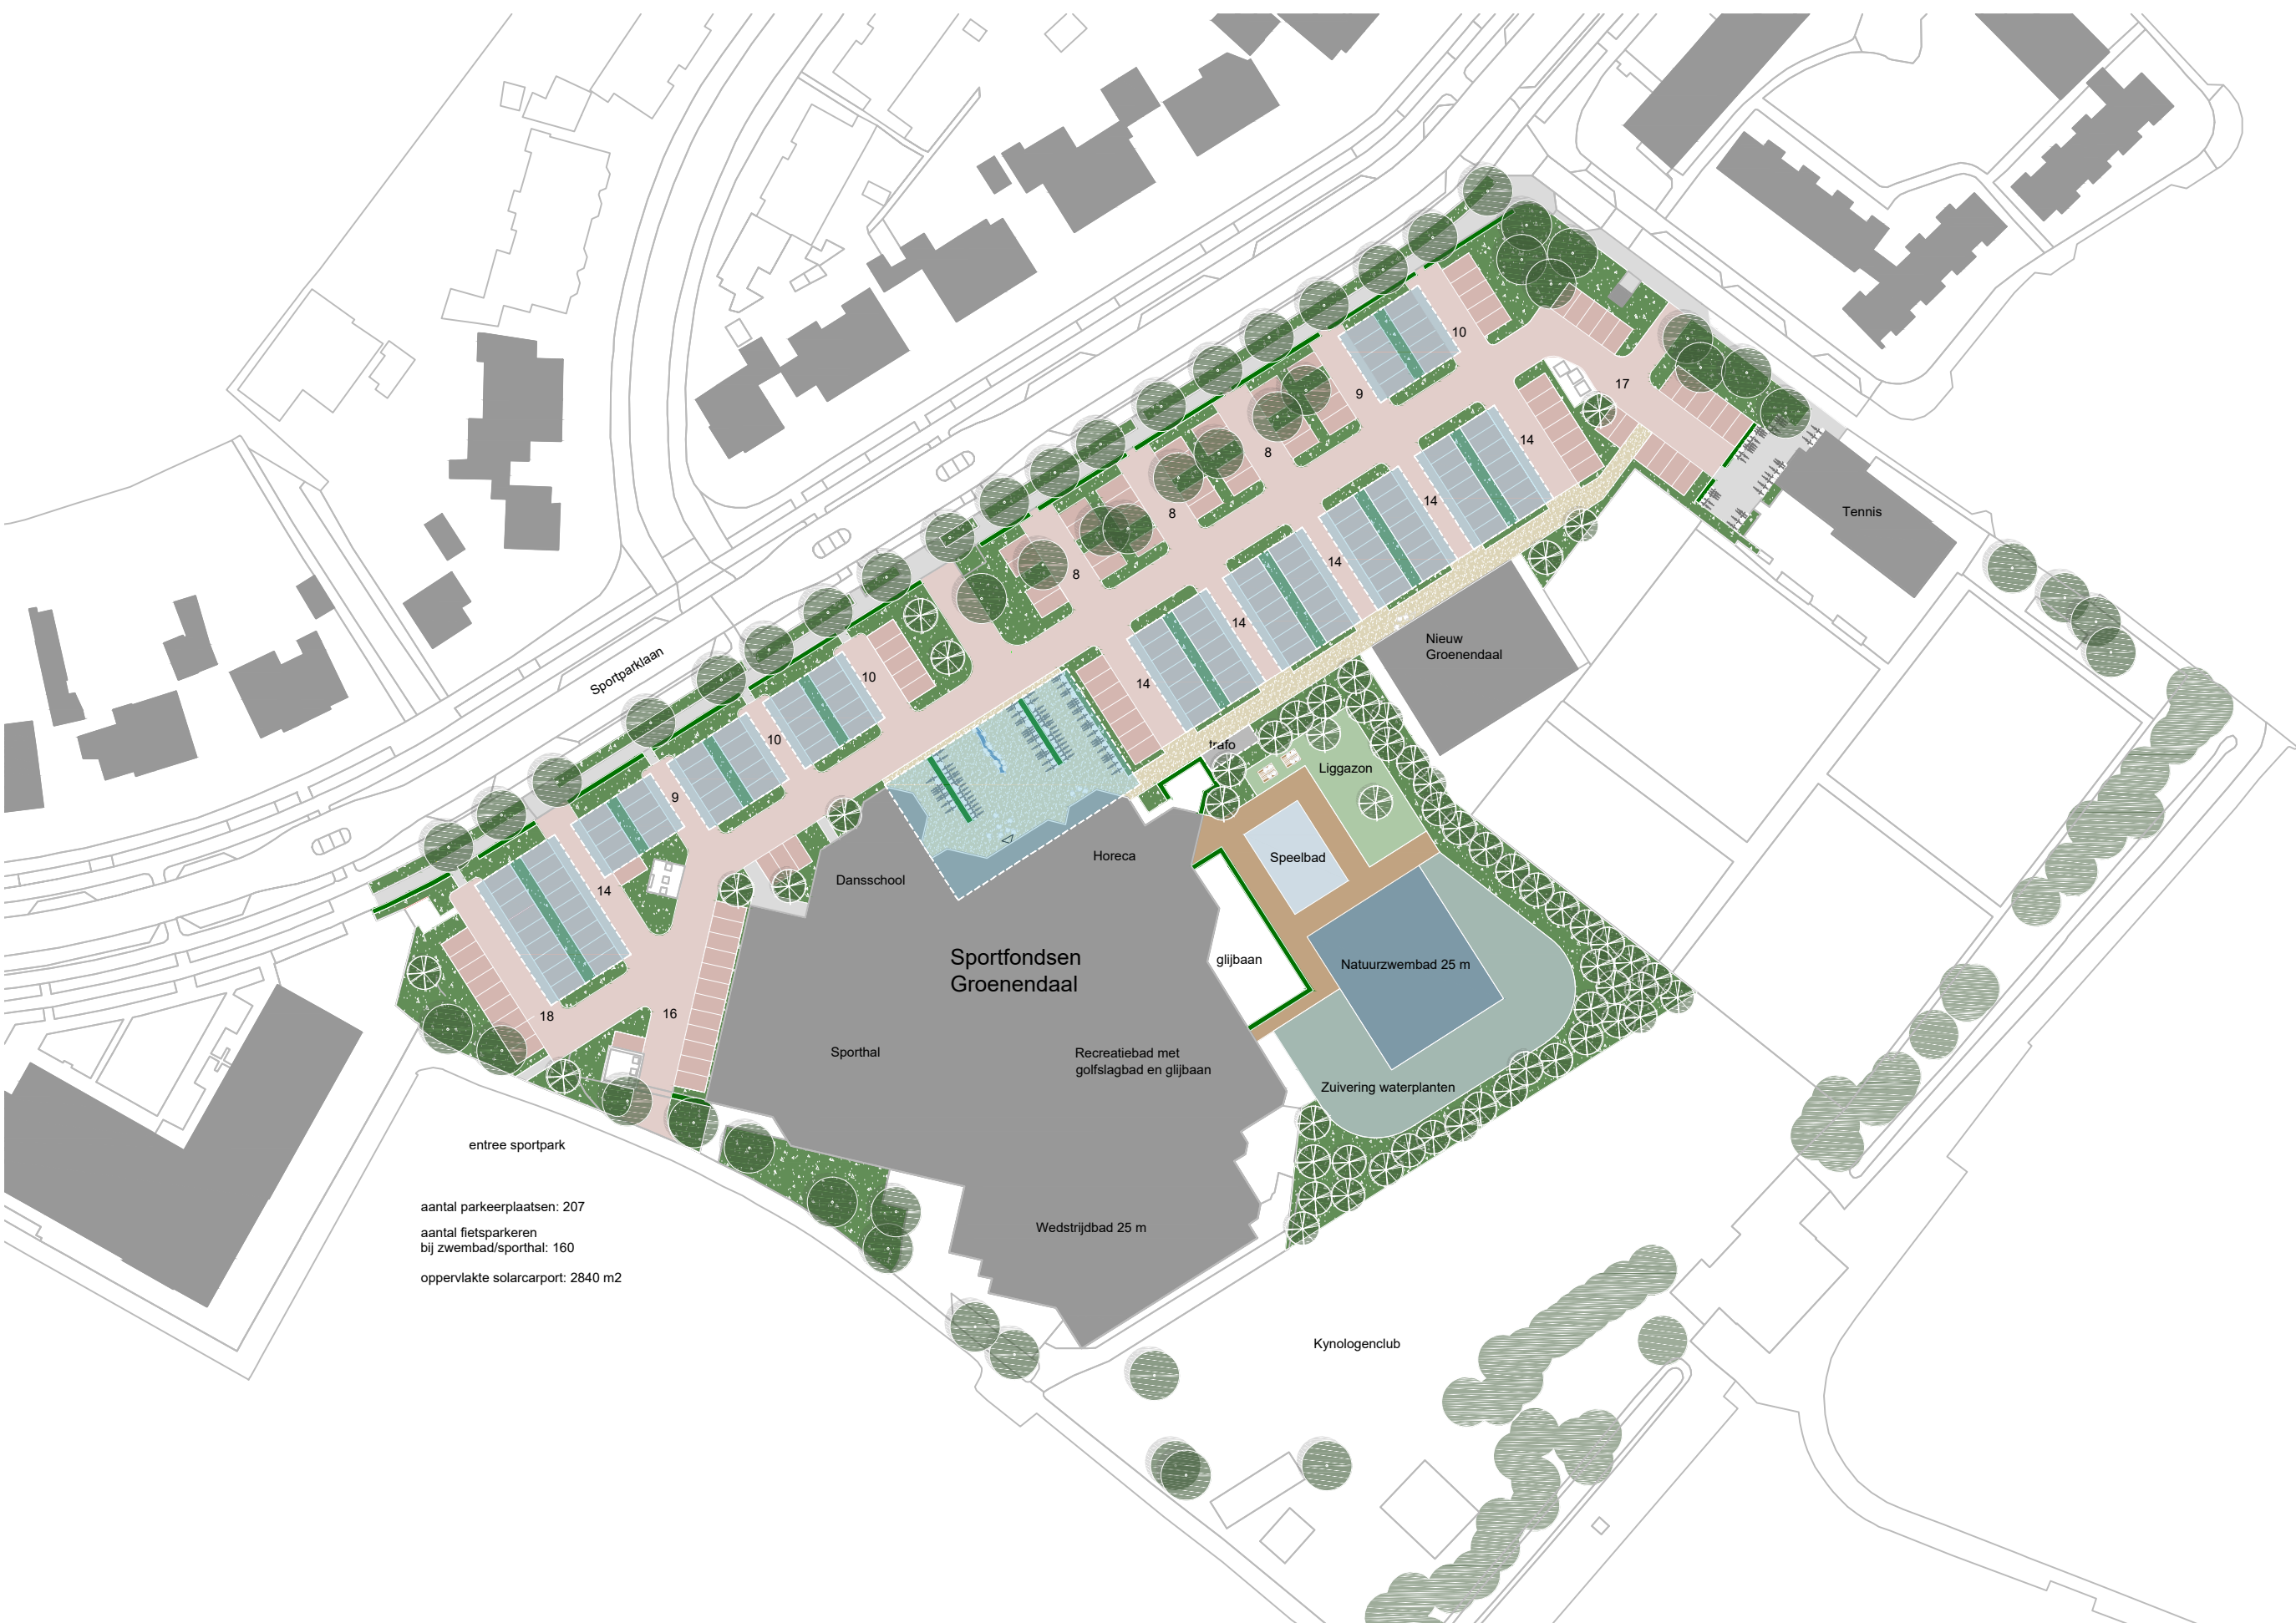 10
17
9
14
8
14
Tennis
8
14
8
14
Nieuw
Groenendaal
Sportparklaan
10
14
10
trafo
Liggazon
9
Speelbad
Horeca
Dansschool
14
Sportfondsen
Groenendaal
glijbaan
Natuurzwembad 25 m
18
16
Sporthal
Recreatiebad met
golfslagbad en glijbaan
Zuivering waterplanten
entree sportpark
aantal parkeerplaatsen: 207
aantal fietsparkeren
bij zwembad/sporthal: 160
oppervlakte solarcarport: 2840 m2
Wedstrijdbad 25 m
Kynologenclub